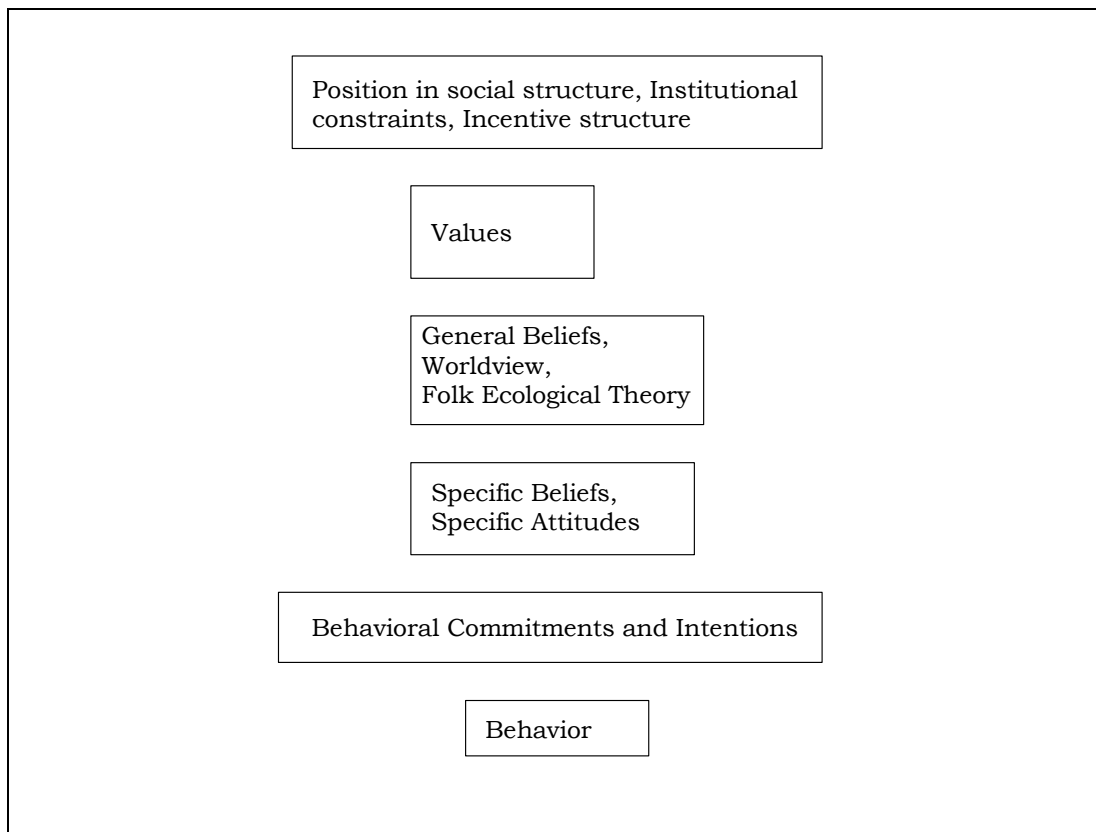 Position in social structure, Institutional
constraints, Incentive structure
Values
General Beliefs,
Worldview,
Folk Ecological Theory
Specific Beliefs,
Specific Attitudes
Behavioral Commitments and Intentions
Behavior